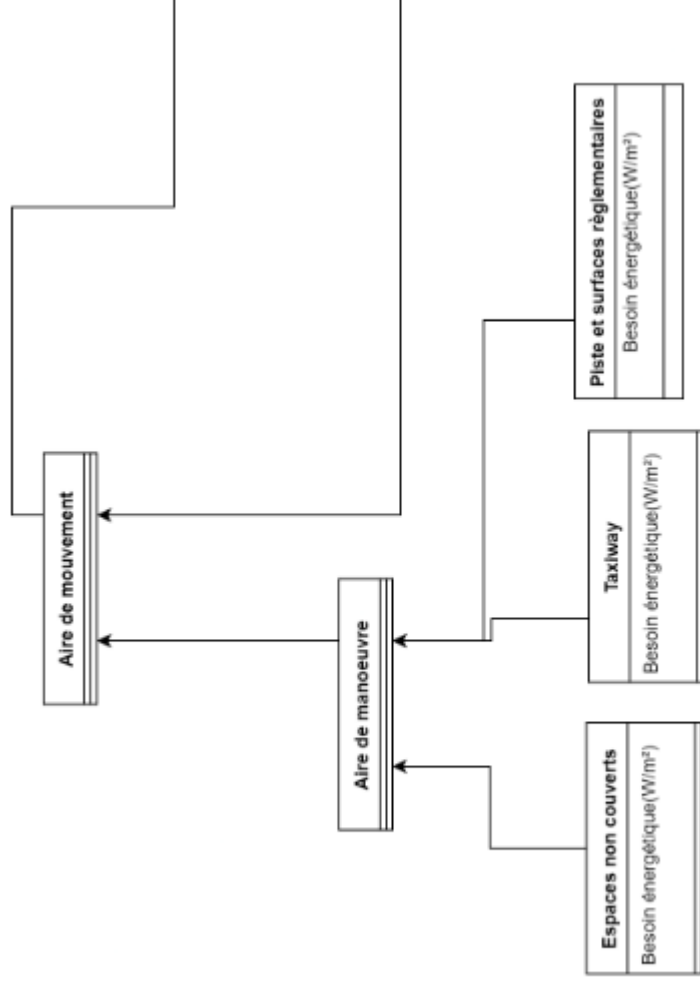 Aire de mouvement
Aire de manoeuvre
Espaces non couverts
Besoin énergétique(W/m²)
Taxiway
Besoin énergétique(W/m²)
Piste et surfaces règlementaires
Besoin énergétique(W/m²)